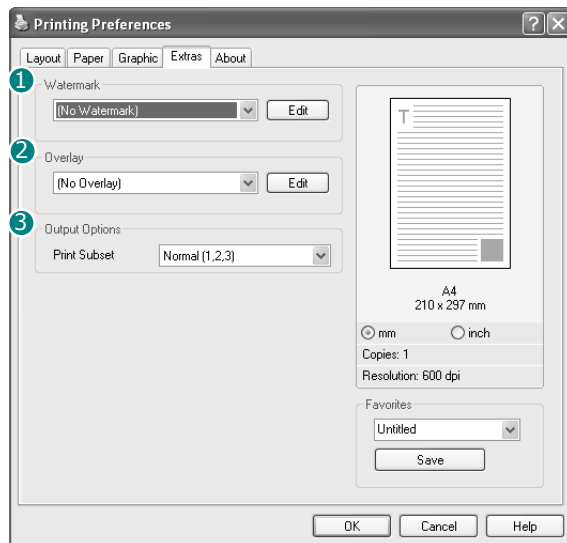 Printing Preferences
Layout Paper Graphic Extras About
1
Watermark
(No Watermark) Edit
2
Overlay
(No Overlay) Edit
3
Output Options
Print Subset Normal (1,2,3)
T
A4
210 x 297 mm
mm inch
Copies: 1
Resolution: 600 dpi
Favorites
Untitled
Save
OK Cancel Help